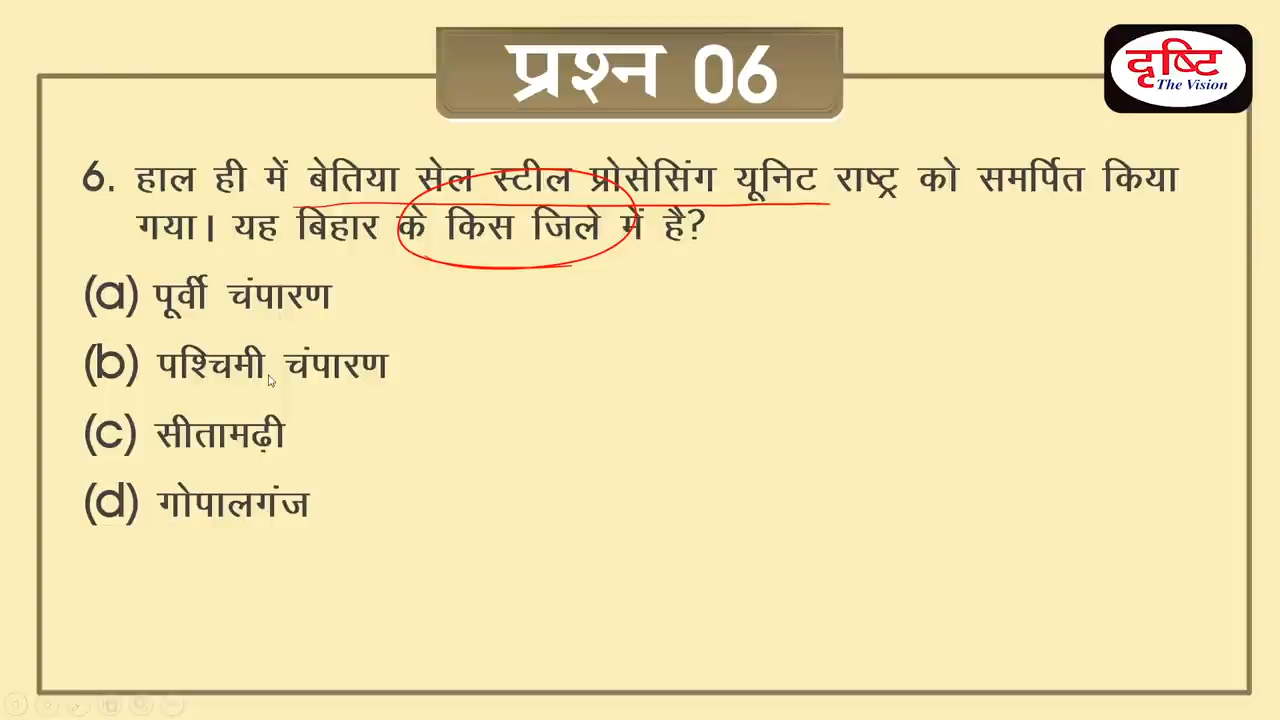 प्रश्न 06
दृष्टि
The Vision
6. हाल ही में बेतिया सेल स्टील प्रोसेसिंग यूनिट राष्ट्र को समर्पित किया
गया। यह बिहार के किस जिले में है?
(a) पूर्वी चंपारण
(b) पश्चिमी चंपारण
(c) सीतामढ़ी
(d) गोपालगंज